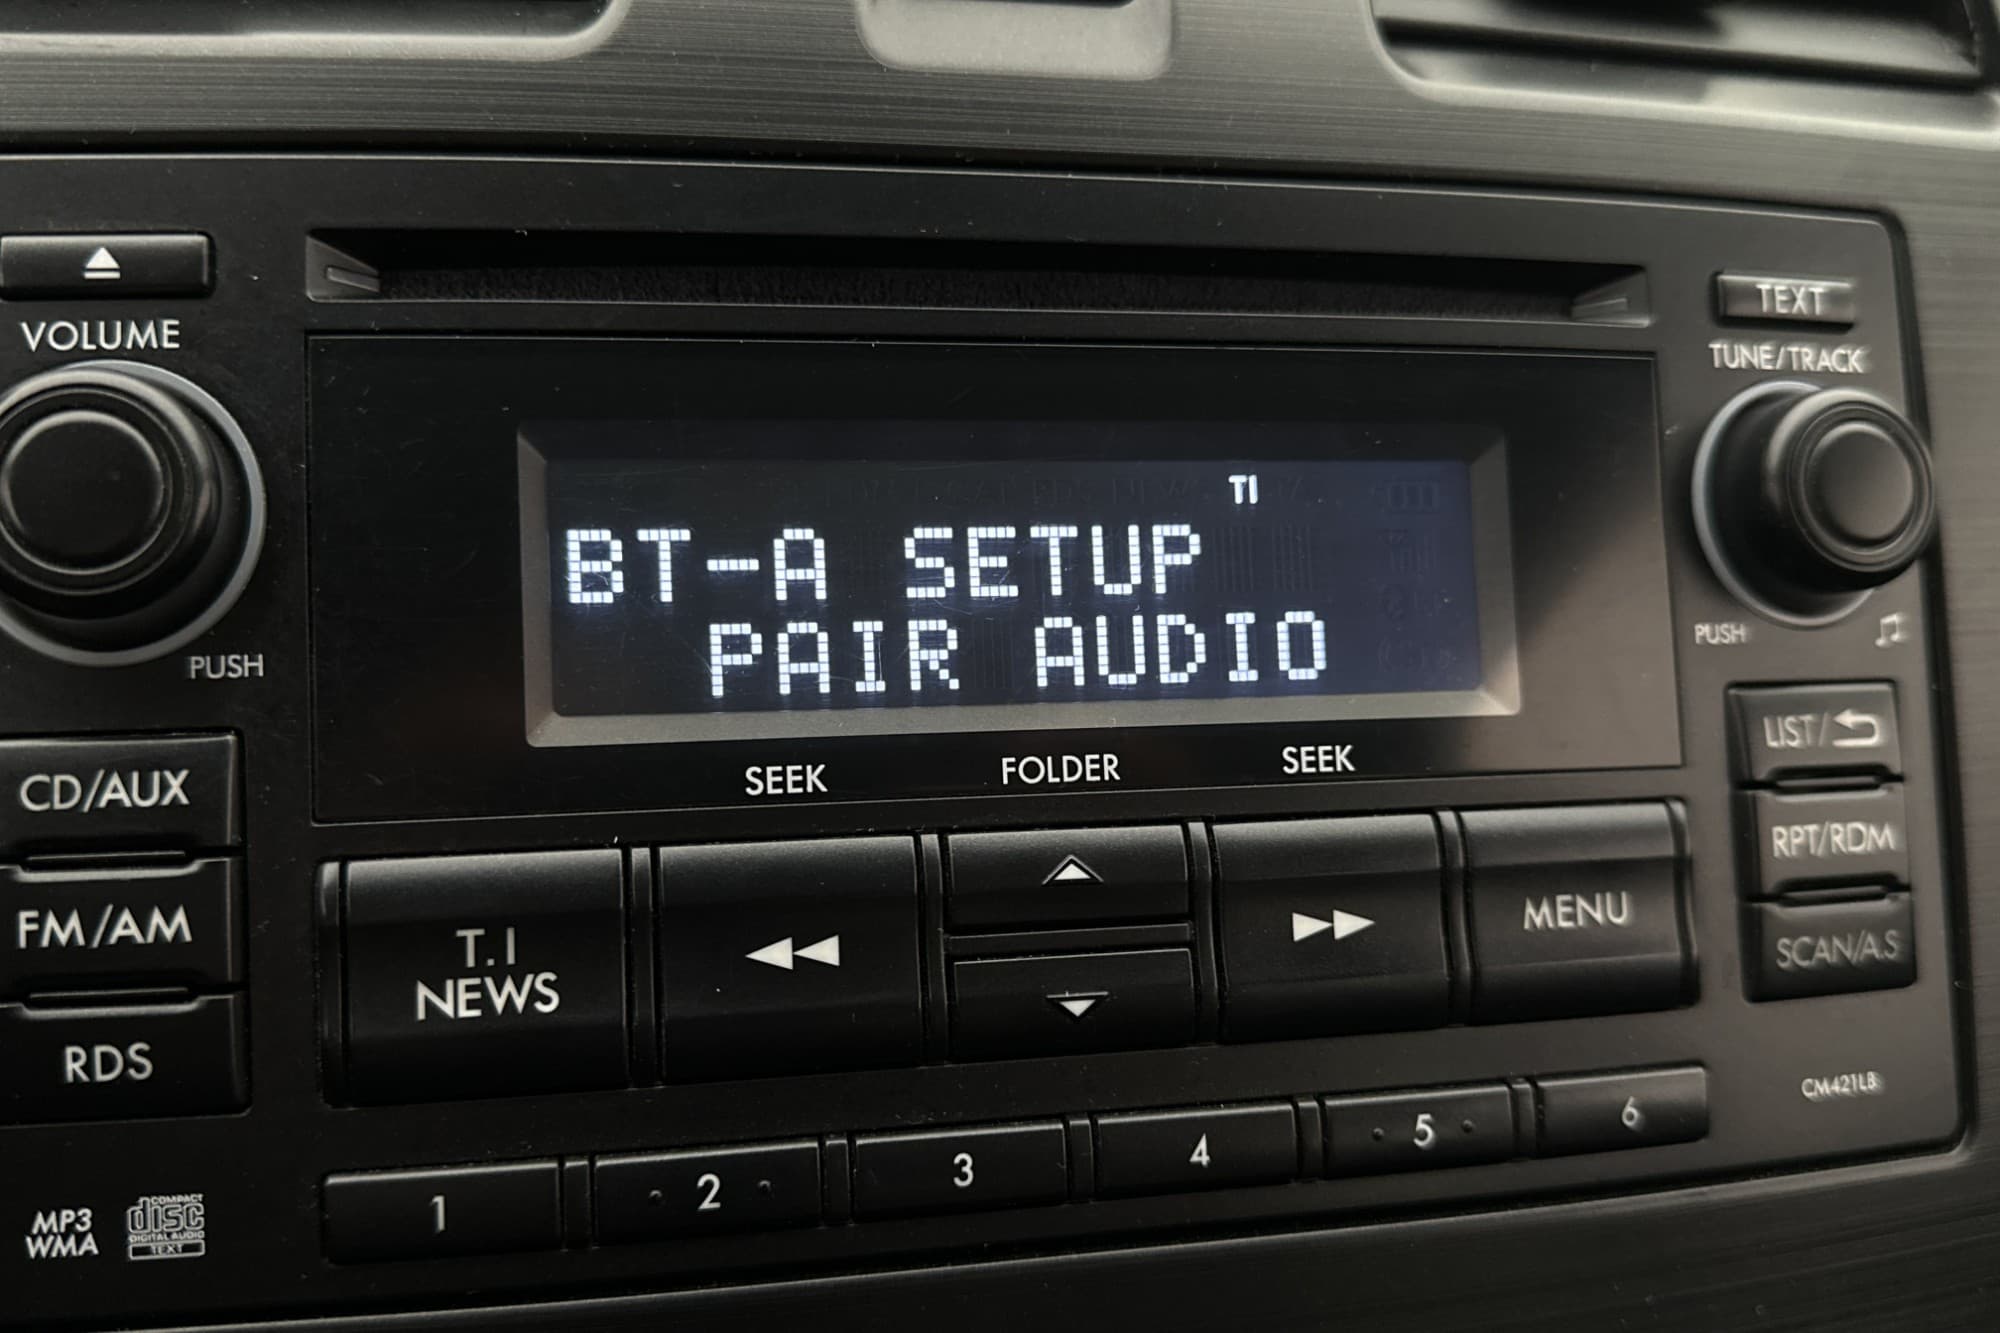 TEXT
VOLUME
TUNE/TRACK
TI
BT-A SETUP
PAIR AUDIO
PUSH
PUSH
SEEK
FOLDER
SEEK
CD/AUX
LIST/
FM/AM
T.I
NEWS
MENU
RPT/RDM
SCAN/A.S
RDS
CM421LB
1
2
3
4
5
6
MP3
WMA
COMPACT
disc
DIGITAL AUDIO
TEXT